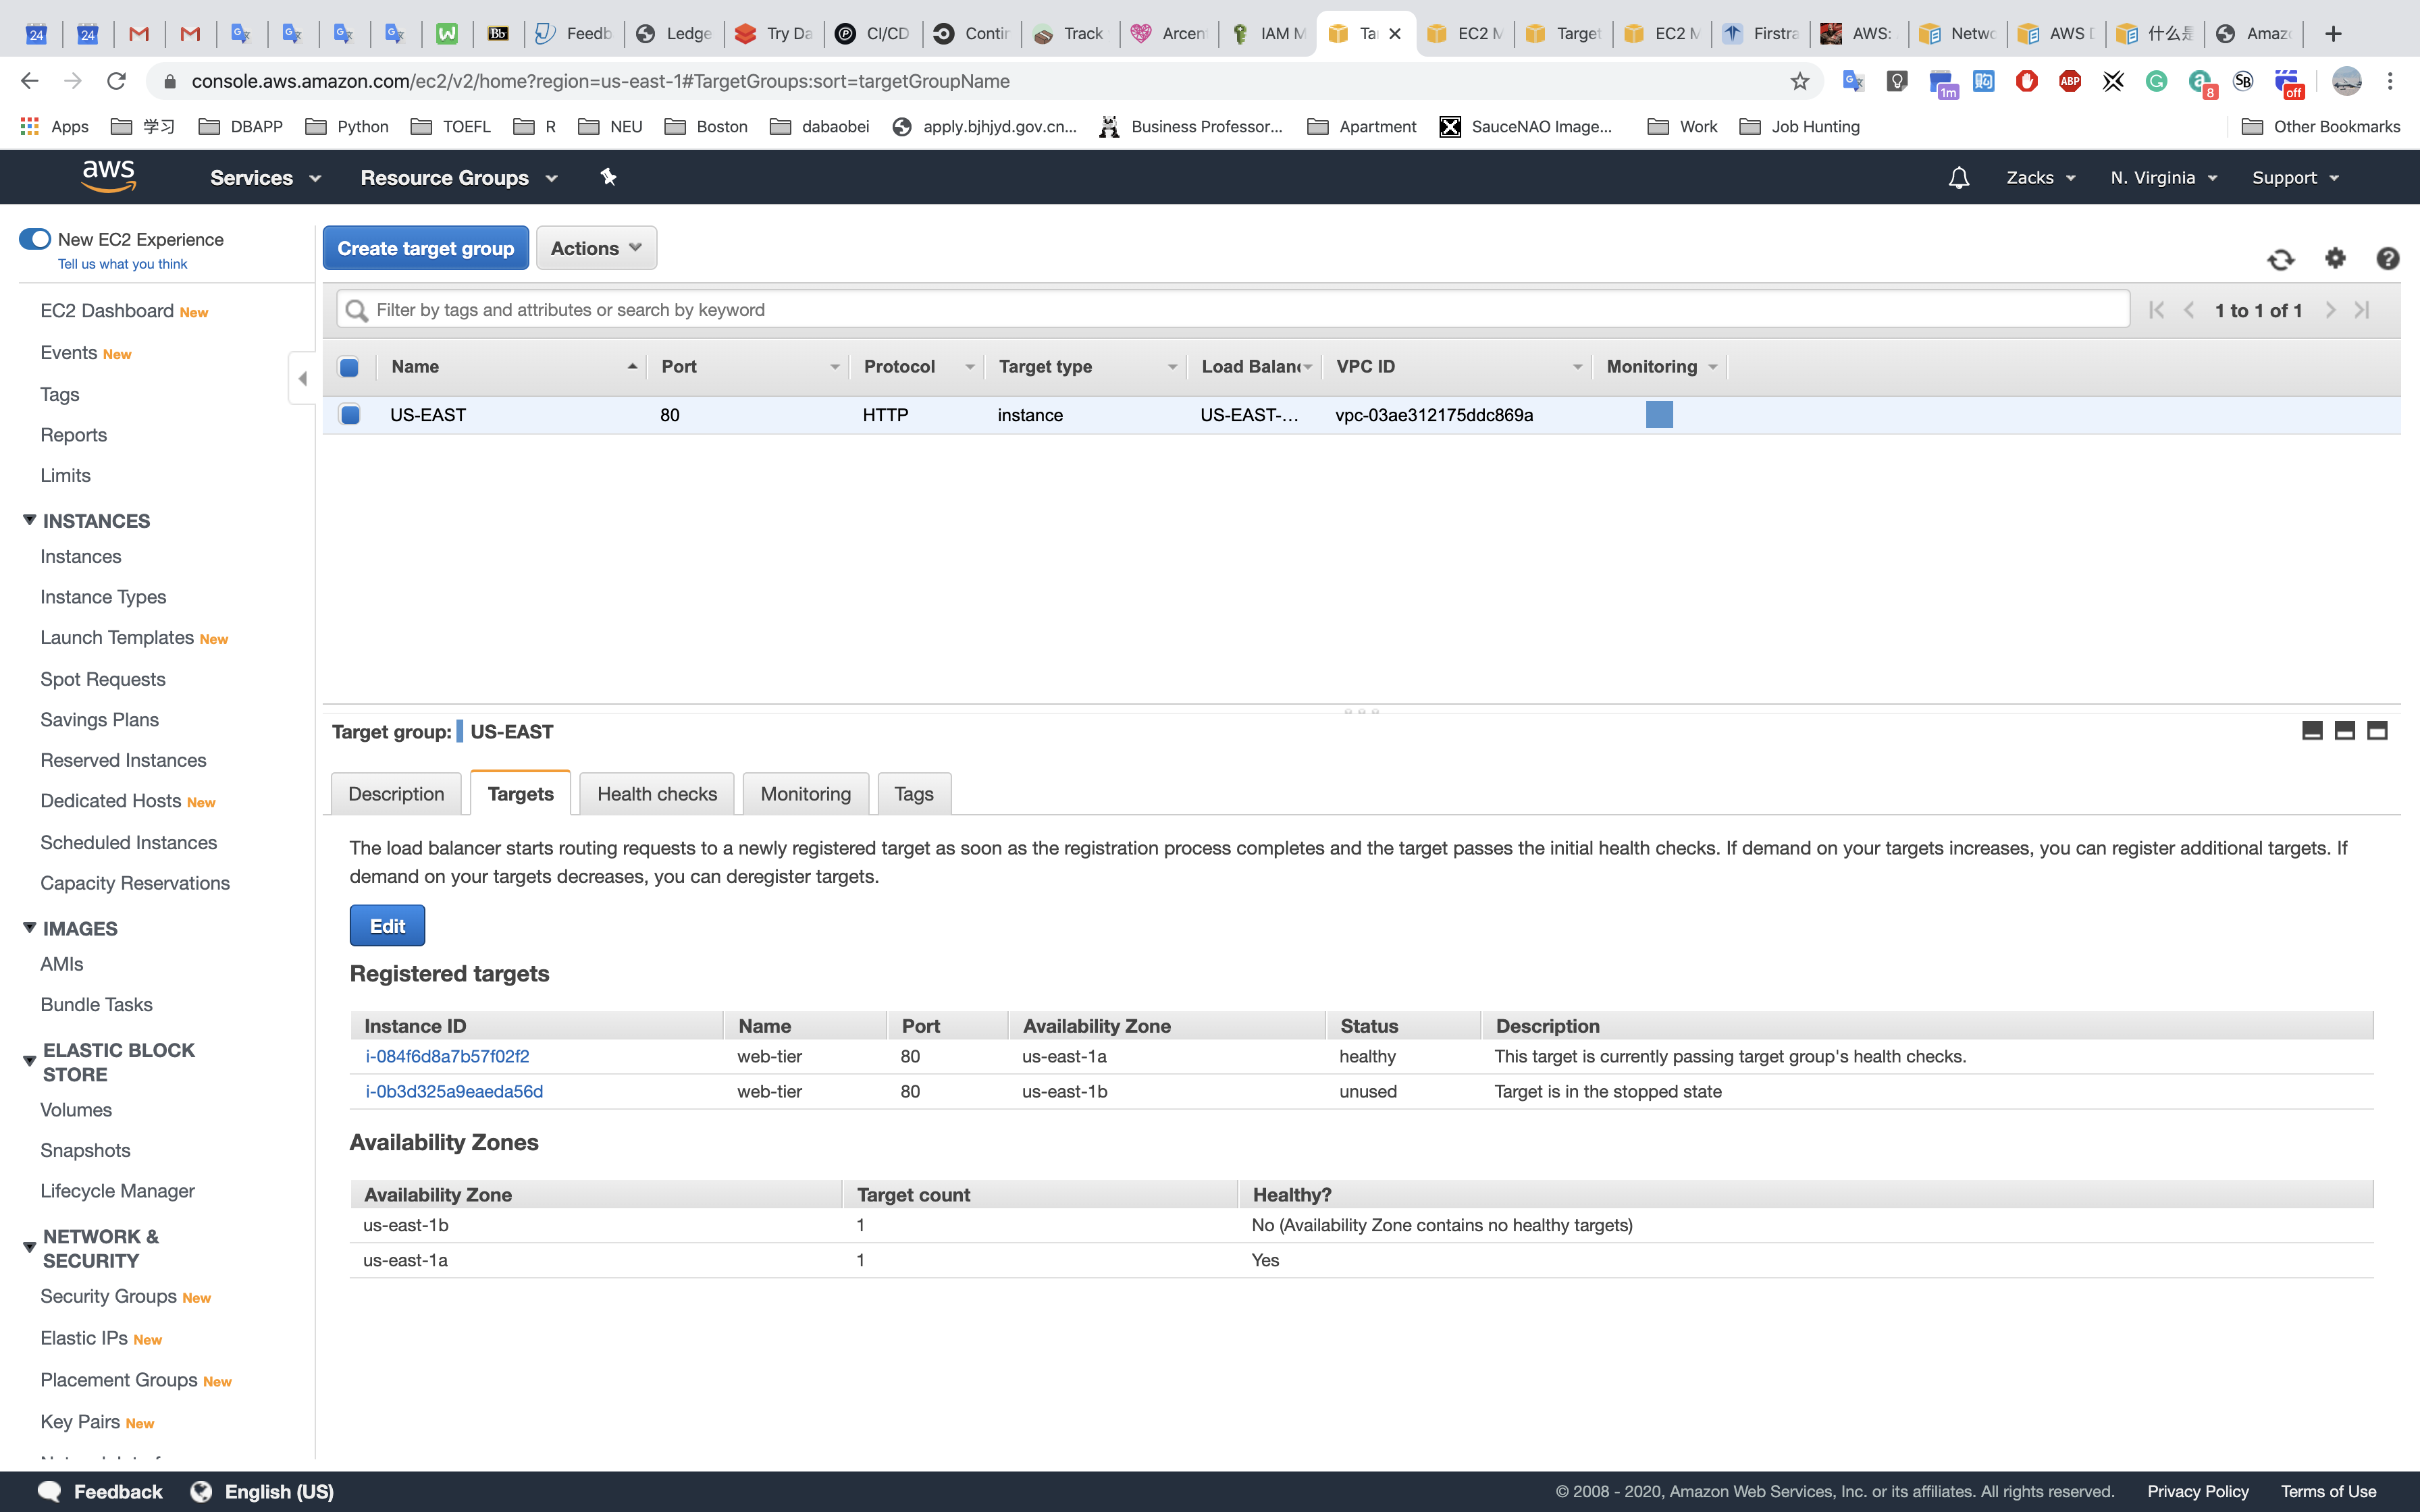 24
24
Bb
Feedb
Ledge
Try Da
CI/CD
Contin
Track
Arcen
IAM M
Ta
EC2 M
Target
EC2 M
Firstra
AWS:
Netwo
AWS D
什么是
Amaz
console.aws.amazon.com/ec2/v2/home?region=us-east-1#TargetGroups:sort=targetGroupName
1m
ABP
8
SB
off
Apps
学习
DBAPP
Python
TOEFL
R
NEU
Boston
dabaobei
apply.bjhjyd.gov.cn...
Business Professor...
Apartment
SauceNAO Image...
Work
Job Hunting
Other Bookmarks
aws
Services
Resource Groups
Zacks
N. Virginia
Support
New EC2 Experience
Tell us what you think
EC2 Dashboard New
Events New
Tags
Reports
Limits
INSTANCES
Instances
Instance Types
Launch Templates New
Spot Requests
Savings Plans
Reserved Instances
Dedicated Hosts New
Scheduled Instances
Capacity Reservations
IMAGES
AMIs
Bundle Tasks
ELASTIC BLOCK
STORE
Volumes
Snapshots
Lifecycle Manager
NETWORK &
SECURITY
Security Groups New
Elastic IPs New
Placement Groups New
Key Pairs New
Create target group
Actions
Filter by tags and attributes or search by keyword
1 to 1 of 1
Name Port Protocol Target type Load Balanc VPC ID Monitoring
US-EAST 80 HTTP instance US-EAST-... vpc-03ae312175ddc869a
Target group: US-EAST
Description
Targets
Health checks
Monitoring
Tags
The load balancer starts routing requests to a newly registered target as soon as the registration process completes and the target passes the initial health checks. If demand on your targets increases, you can register additional targets. If
demand on your targets decreases, you can deregister targets.
Edit
Registered targets
Instance ID Name Port Availability Zone Status Description
i-084f6d8a7b57f02f2 web-tier 80 us-east-1a healthy This target is currently passing target group's health checks.
i-0b3d325a9eaeda56d web-tier 80 us-east-1b unused Target is in the stopped state
Availability Zones
Availability Zone Target count Healthy?
us-east-1b 1 No (Availability Zone contains no healthy targets)
us-east-1a 1 Yes
Feedback
English (US)
© 2008 - 2020, Amazon Web Services, Inc. or its affiliates. All rights reserved.
Privacy Policy
Terms of Use